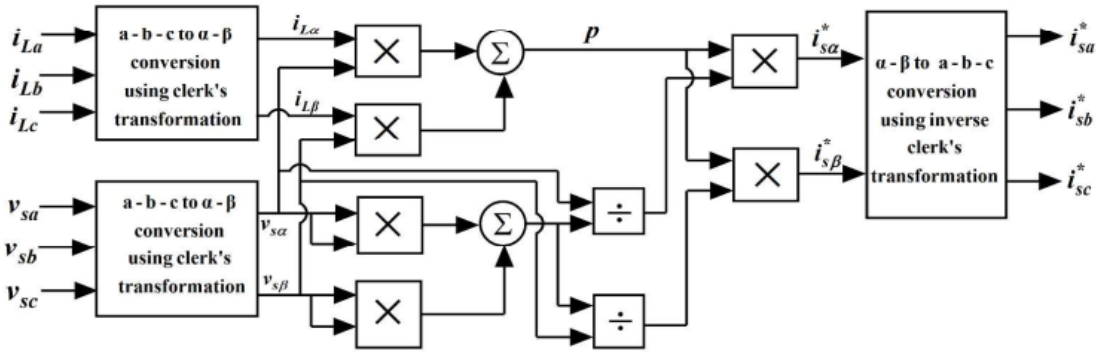 i_La
i_Lb
i_Lc
a - b - c to α - β
conversion
using clerk's
transformation
i_Lα
i_Lβ
×
×
Σ
p
×
×
i*_sα
i*_sβ
α - β to a - b - c
conversion
using inverse
clerk's
transformation
i*_sa
i*_sb
i*_sc
v_sa
v_sb
v_sc
a - b - c to α - β
conversion
using clerk's
transformation
v_sα
v_sβ
×
×
Σ
÷
÷